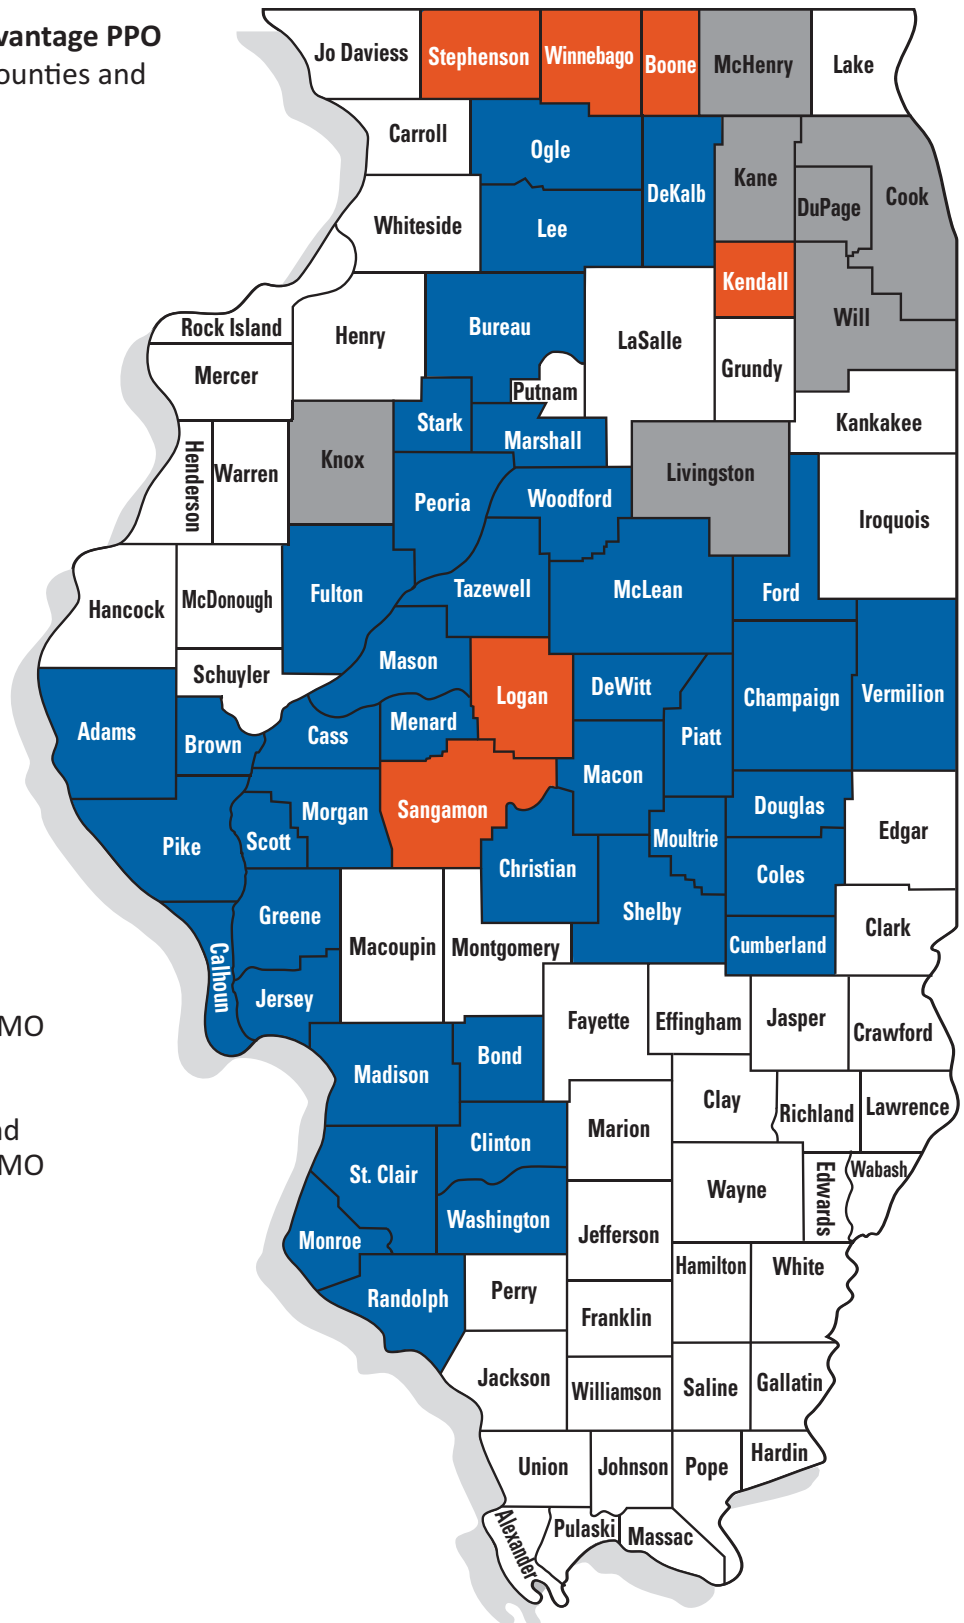 vantage PPO
ounties and
Jo Daviess
Stephenson
Winnebago
Boone
McHenry
Lake
Carroll
Ogle
DeKalb
Kane
DuPage
Cook
Whiteside
Lee
Kendall
Will
Rock Island
Henry
Bureau
LaSalle
Grundy
Mercer
Putnam
Kankakee
Stark
Marshall
Henderson
Warren
Knox
Livingston
Peoria
Woodford
Iroquois
Hancock
McDonough
Fulton
Tazewell
McLean
Ford
Schuyler
Mason
Logan
DeWitt
Champaign
Vermilion
Adams
Brown
Cass
Menard
Piatt
Macon
Pike
Scott
Morgan
Sangamon
Moultrie
Douglas
Edgar
Christian
Coles
Greene
Shelby
Calhoun
Macoupin
Montgomery
Cumberland
Clark
Jersey
MO
Fayette
Effingham
Jasper
Crawford
Madison
Bond
Clay
Richland
Lawrence
nd
MO
Marion
Clinton
St. Clair
Wayne
Edwards
Wabash
Washington
Monroe
Jefferson
Hamilton
White
Randolph
Perry
Franklin
Jackson
Williamson
Saline
Gallatin
Union
Johnson
Pope
Hardin
Alexander
Pulaski
Massac